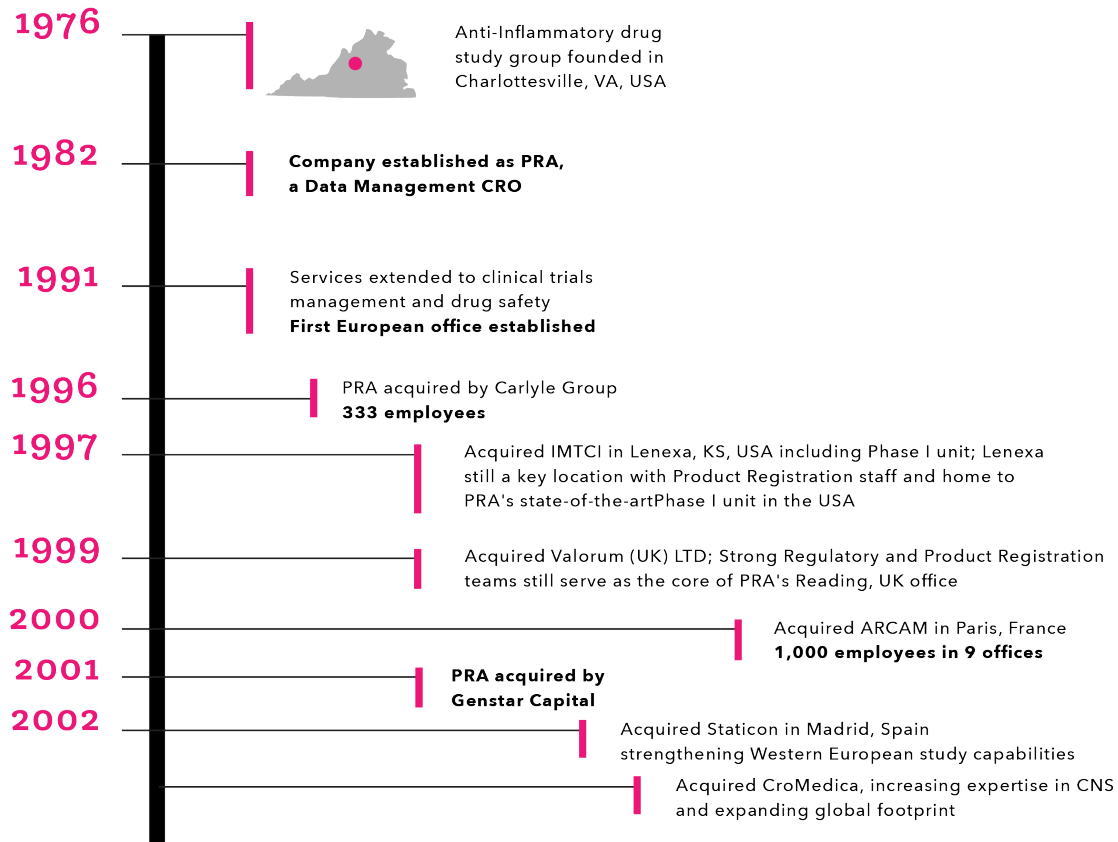 1976
Anti-Inflammatory drug
study group founded in
Charlottesville, VA, USA
1982
Company established as PRA,
a Data Management CRO
1991
Services extended to clinical trials
management and drug safety
First European office established
1996
PRA acquired by Carlyle Group
333 employees
1997
Acquired IMTCI in Lenexa, KS, USA including Phase I unit; Lenexa
still a key location with Product Registration staff and home to
PRA's state-of-the-artPhase I unit in the USA
1999
Acquired Valorum (UK) LTD; Strong Regulatory and Product Registration
teams still serve as the core of PRA's Reading, UK office
2000
Acquired ARCAM in Paris, France
1,000 employees in 9 offices
2001
PRA acquired by
Genstar Capital
2002
Acquired Staticon in Madrid, Spain
strengthening Western European study capabilities
Acquired CroMedica, increasing expertise in CNS
and expanding global footprint